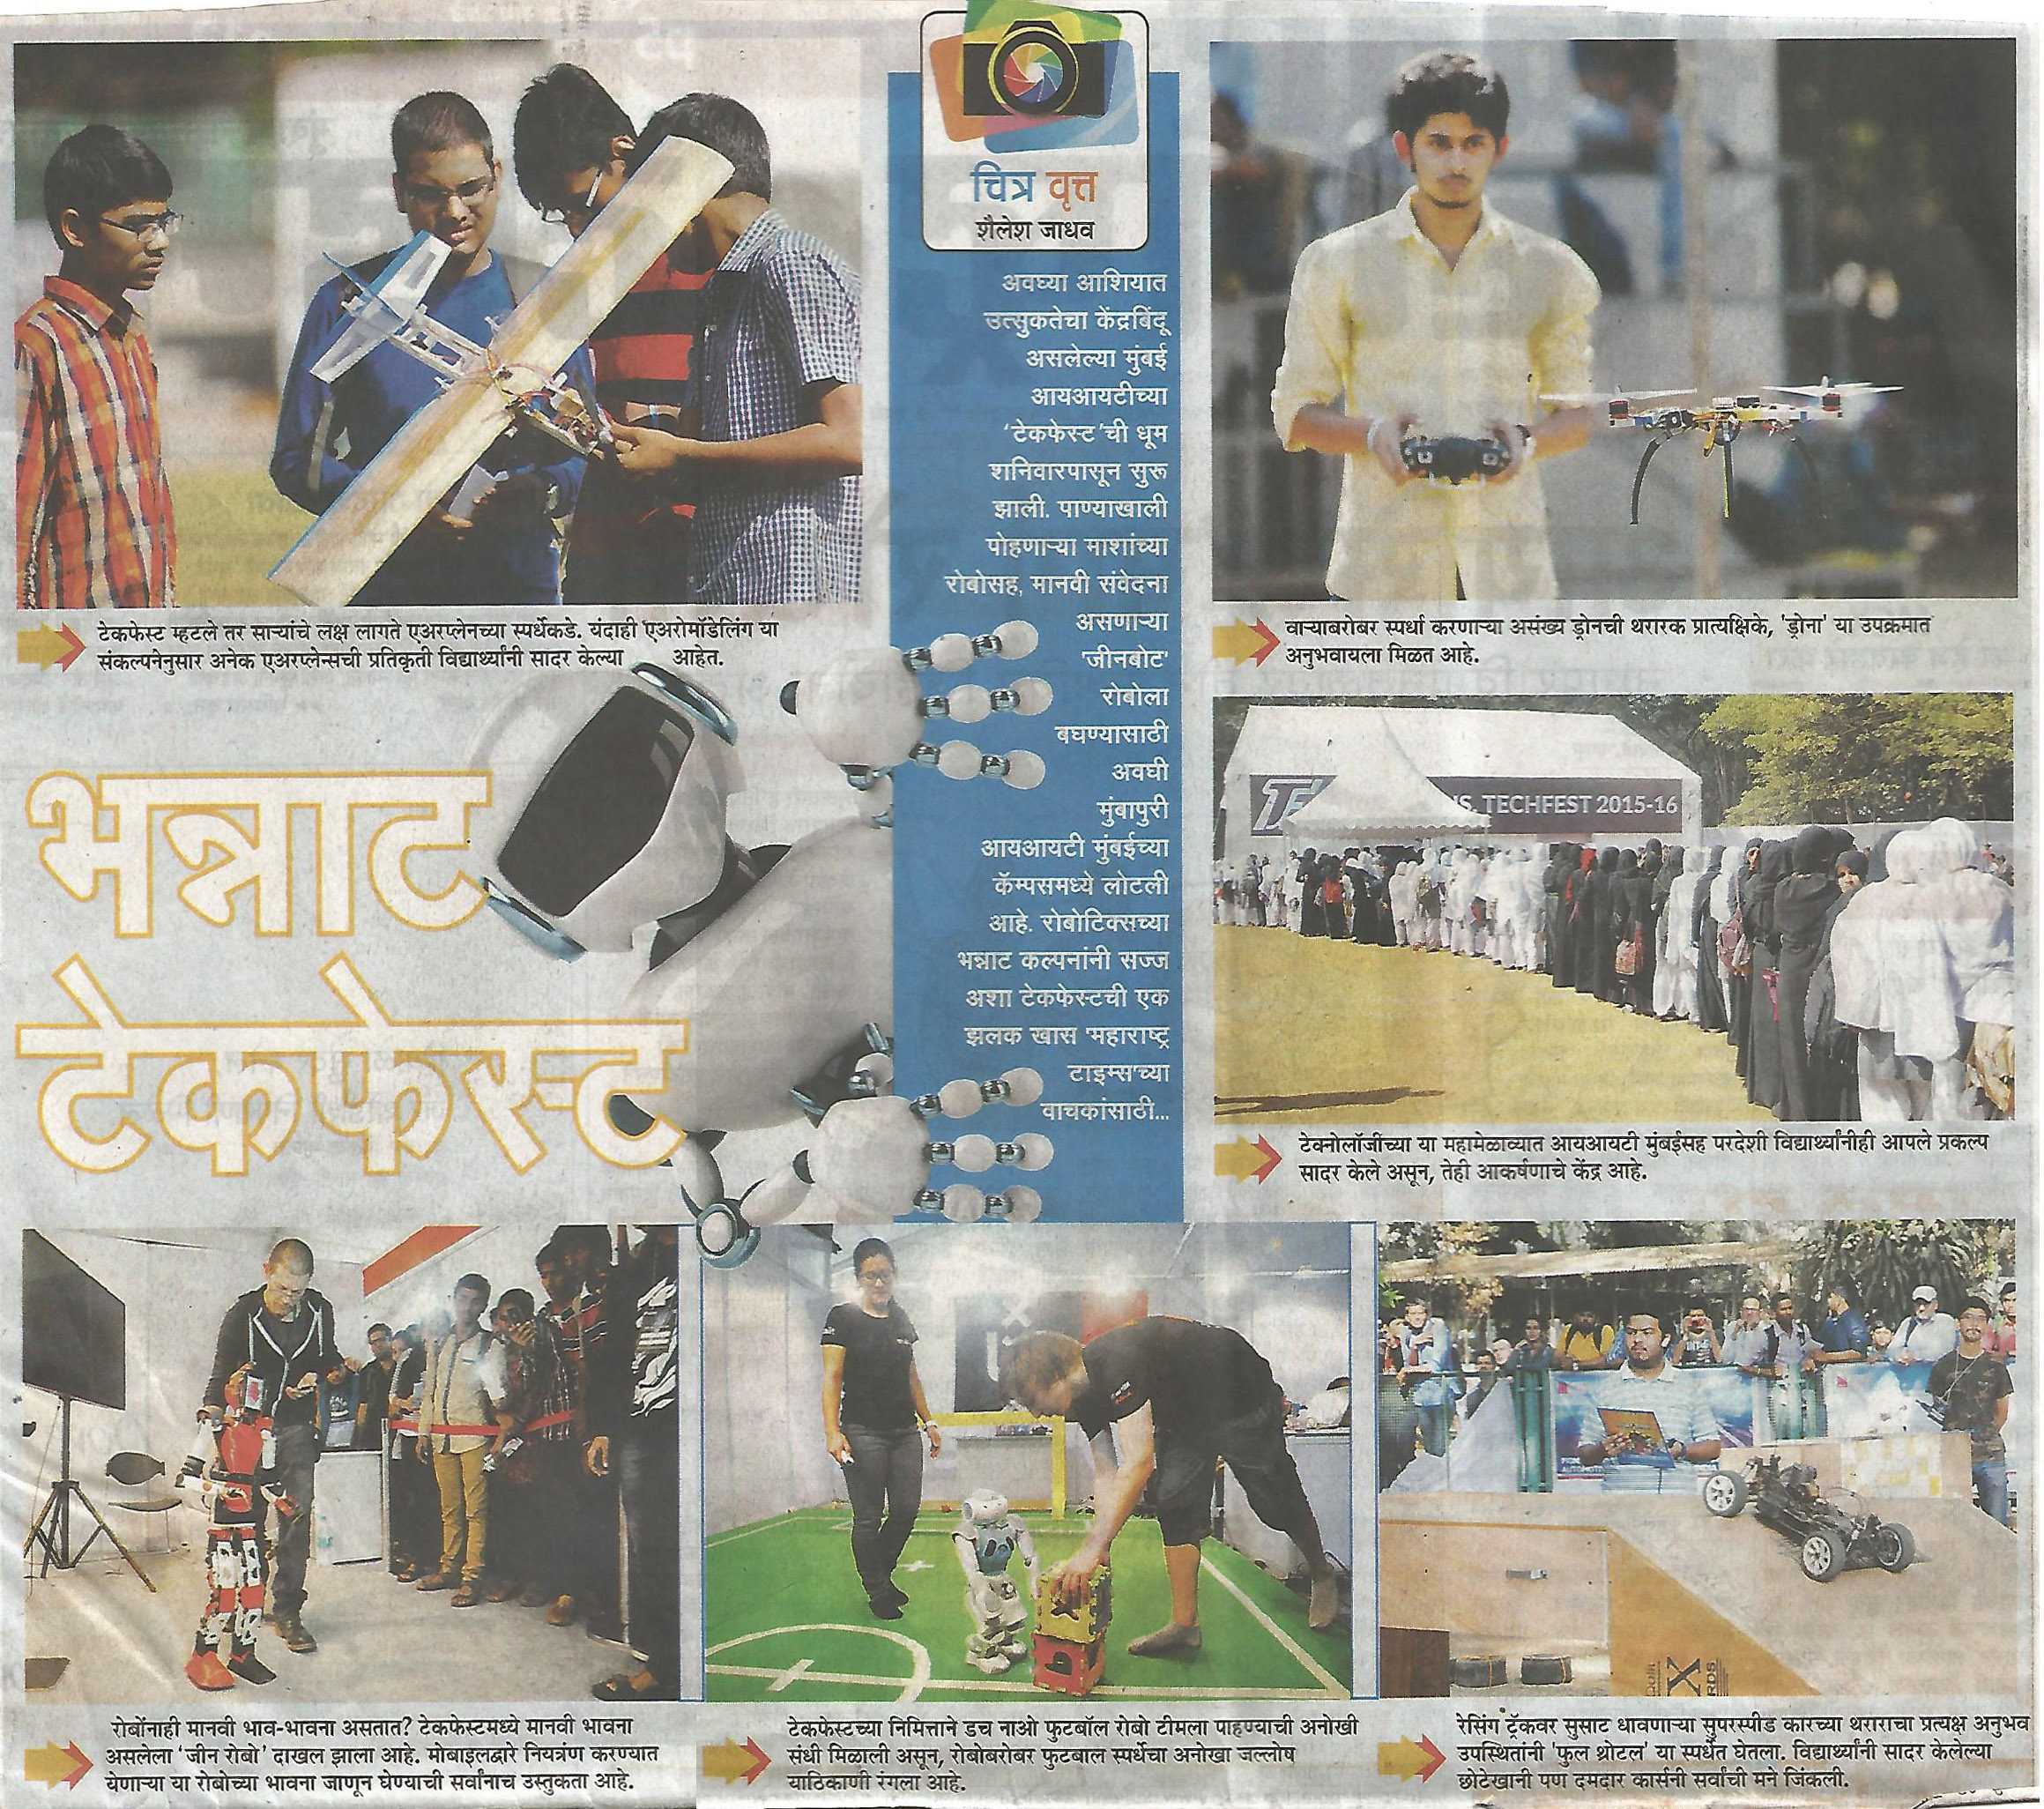 चित्र वृत्त
शैलेश जाधव
अवघ्या आशियात
उत्सुकतेचा केंद्रबिंदू
असलेल्या मुंबई
आयआयटीच्या
'टेकफेस्ट'ची धूम
शनिवारपासून सुरू
झाली. पाण्याखाली
पोहणाऱ्या माशांच्या
रोबोसह, मानवी संवेदना
असणाऱ्या
'जीनबोट'
रोबोला
बघण्यासाठी
अवघी
मुंबापुरी
आयआयटी मुंबईच्या
कॅम्पसमध्ये लोटली
आहे. रोबोटिक्सच्या
भन्नाट कल्पनांनी सज्ज
अशा टेकफेस्टची एक
झलक खास 'महाराष्ट्र
टाइम्स'च्या
वाचकांसाठी...
टेकफेस्ट म्हटले तर साऱ्यांचे लक्ष लागते एअरप्लेनच्या स्पर्धेकडे. यंदाही 'एअरोमॉडेलिंग या
संकल्पनेनुसार अनेक एअरप्लेन्सची प्रतिकृती विद्यार्थ्यांनी सादर केल्या आहेत.
वाऱ्याबरोबर स्पर्धा करणाऱ्या असंख्य ड्रोनची थरारक प्रात्यक्षिके, 'ड्रोना' या उपक्रमात
अनुभवायला मिळत आहे.
भन्नाट
टेकफेस्ट
TECHFEST 2015-16
टेक्नोलॉजीच्या या महामेळाव्यात आयआयटी मुंबईसह परदेशी विद्यार्थ्यांनीही आपले प्रकल्प
सादर केले असून, तेही आकर्षणाचे केंद्र आहे.
रोबोंनाही मानवी भाव-भावना असतात? टेकफेस्टमध्ये मानवी भावना
असलेला 'जीन रोबो' दाखल झाला आहे. मोबाइलद्वारे नियंत्रण करण्यात
येणाऱ्या या रोबोच्या भावना जाणून घेण्याची सर्वांनाच उस्तुकता आहे.
टेकफेस्टच्या निमित्ताने डच नाओ फुटबॉल रोबो टीमला पाहण्याची अनोखी
संधी मिळाली असून, रोबोबरोबर फुटबाल स्पर्धेचा अनोखा जल्लोष
याठिकाणी रंगला आहे.
रेसिंग ट्रॅकवर सुसाट धावणाऱ्या सुपरस्पीड कारच्या थराराचा प्रत्यक्ष अनुभव
उपस्थितांनी 'फुल थ्रोटल' या स्पर्धेत घेतला. विद्यार्थ्यांनी सादर केलेल्या
छोटेखानी पण दमदार कार्सनी सर्वांची मने जिंकली.